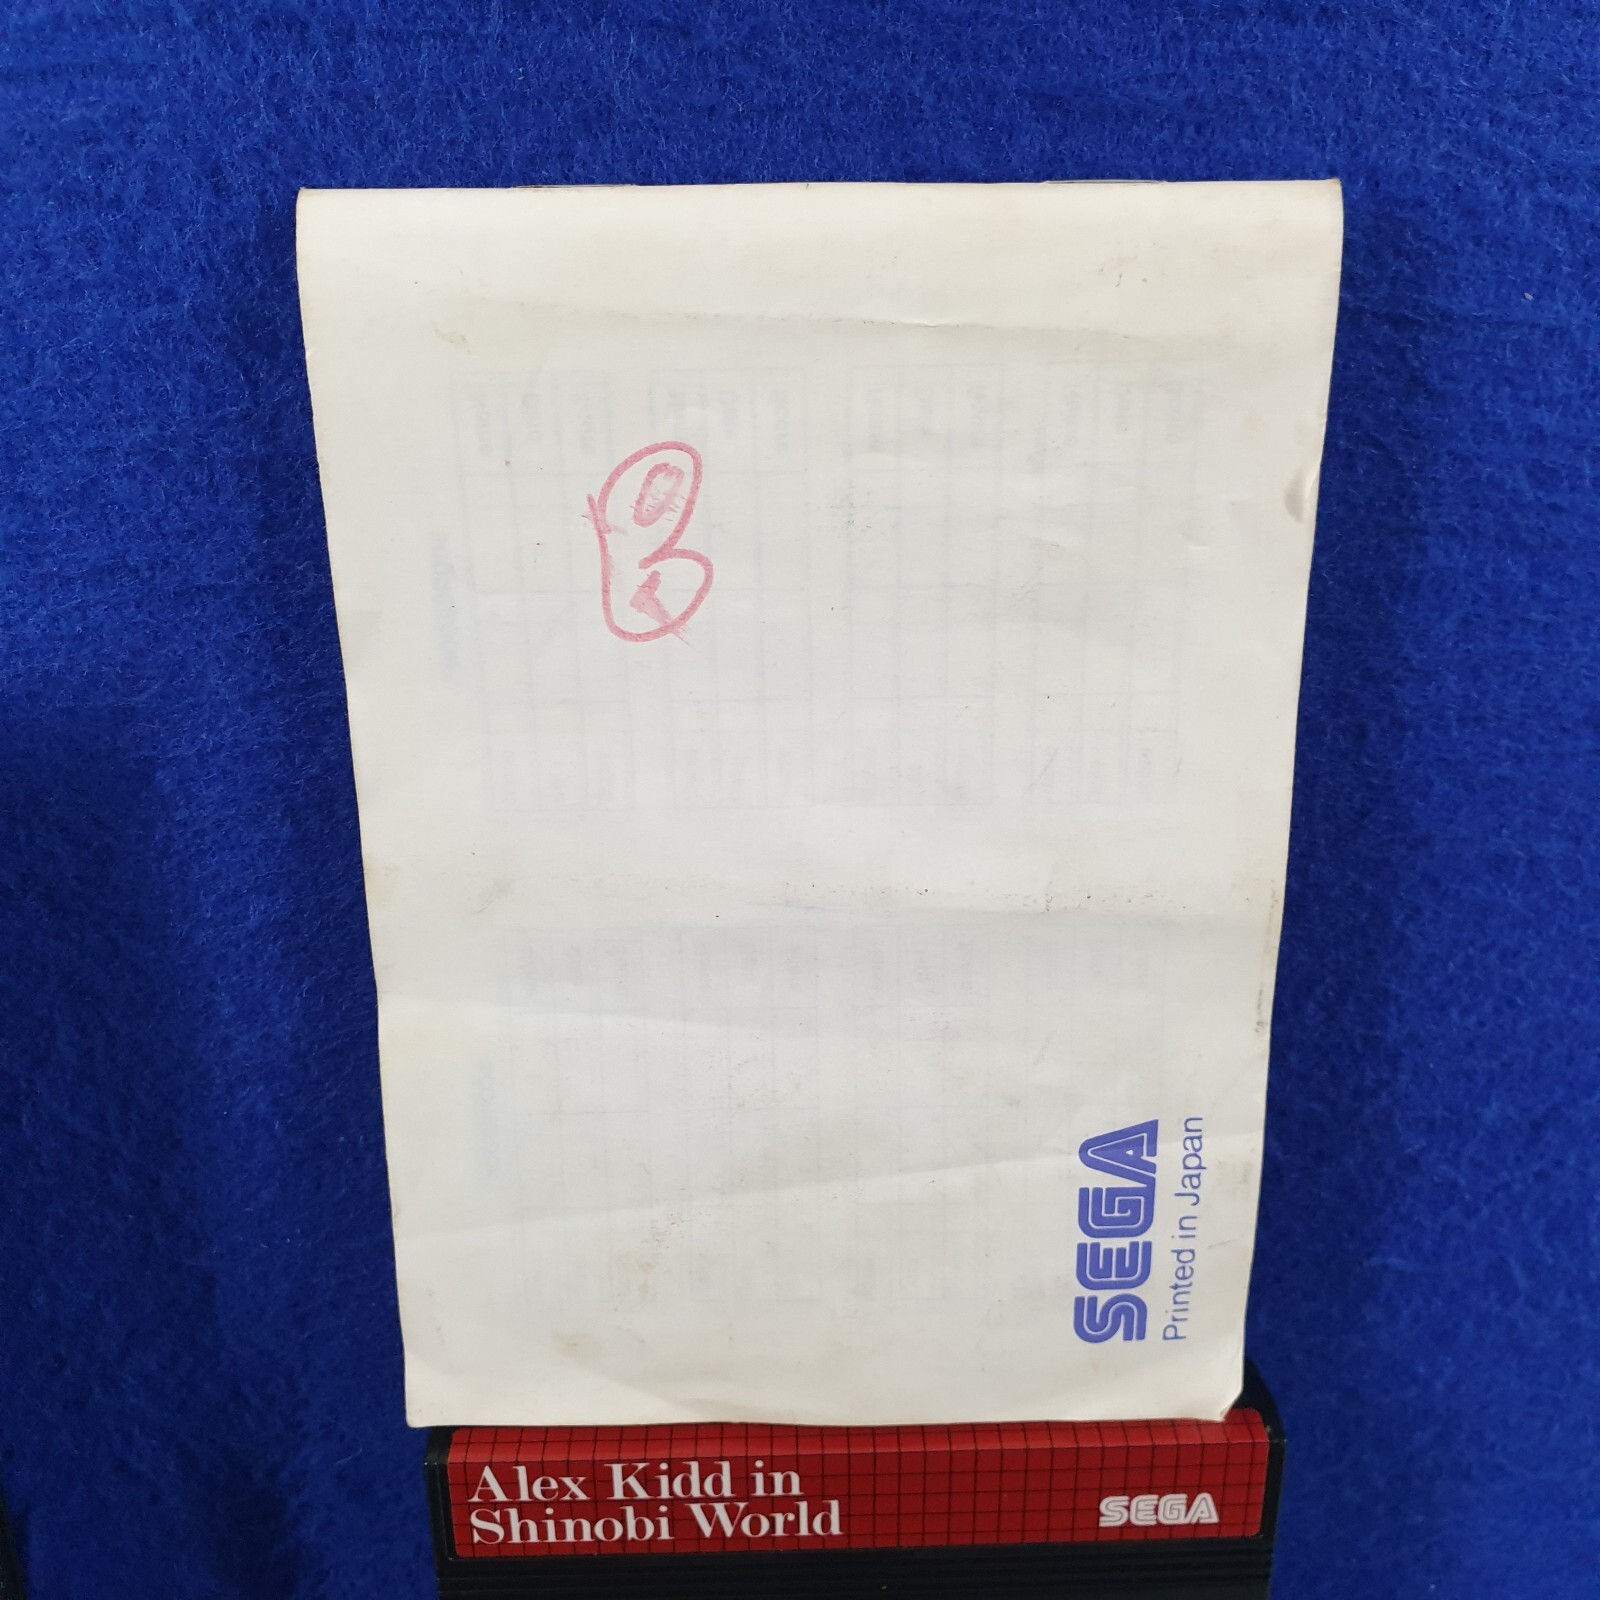 B
SEGA
Printed in Japan
Alex Kidd in
Shinobi World
SEGA